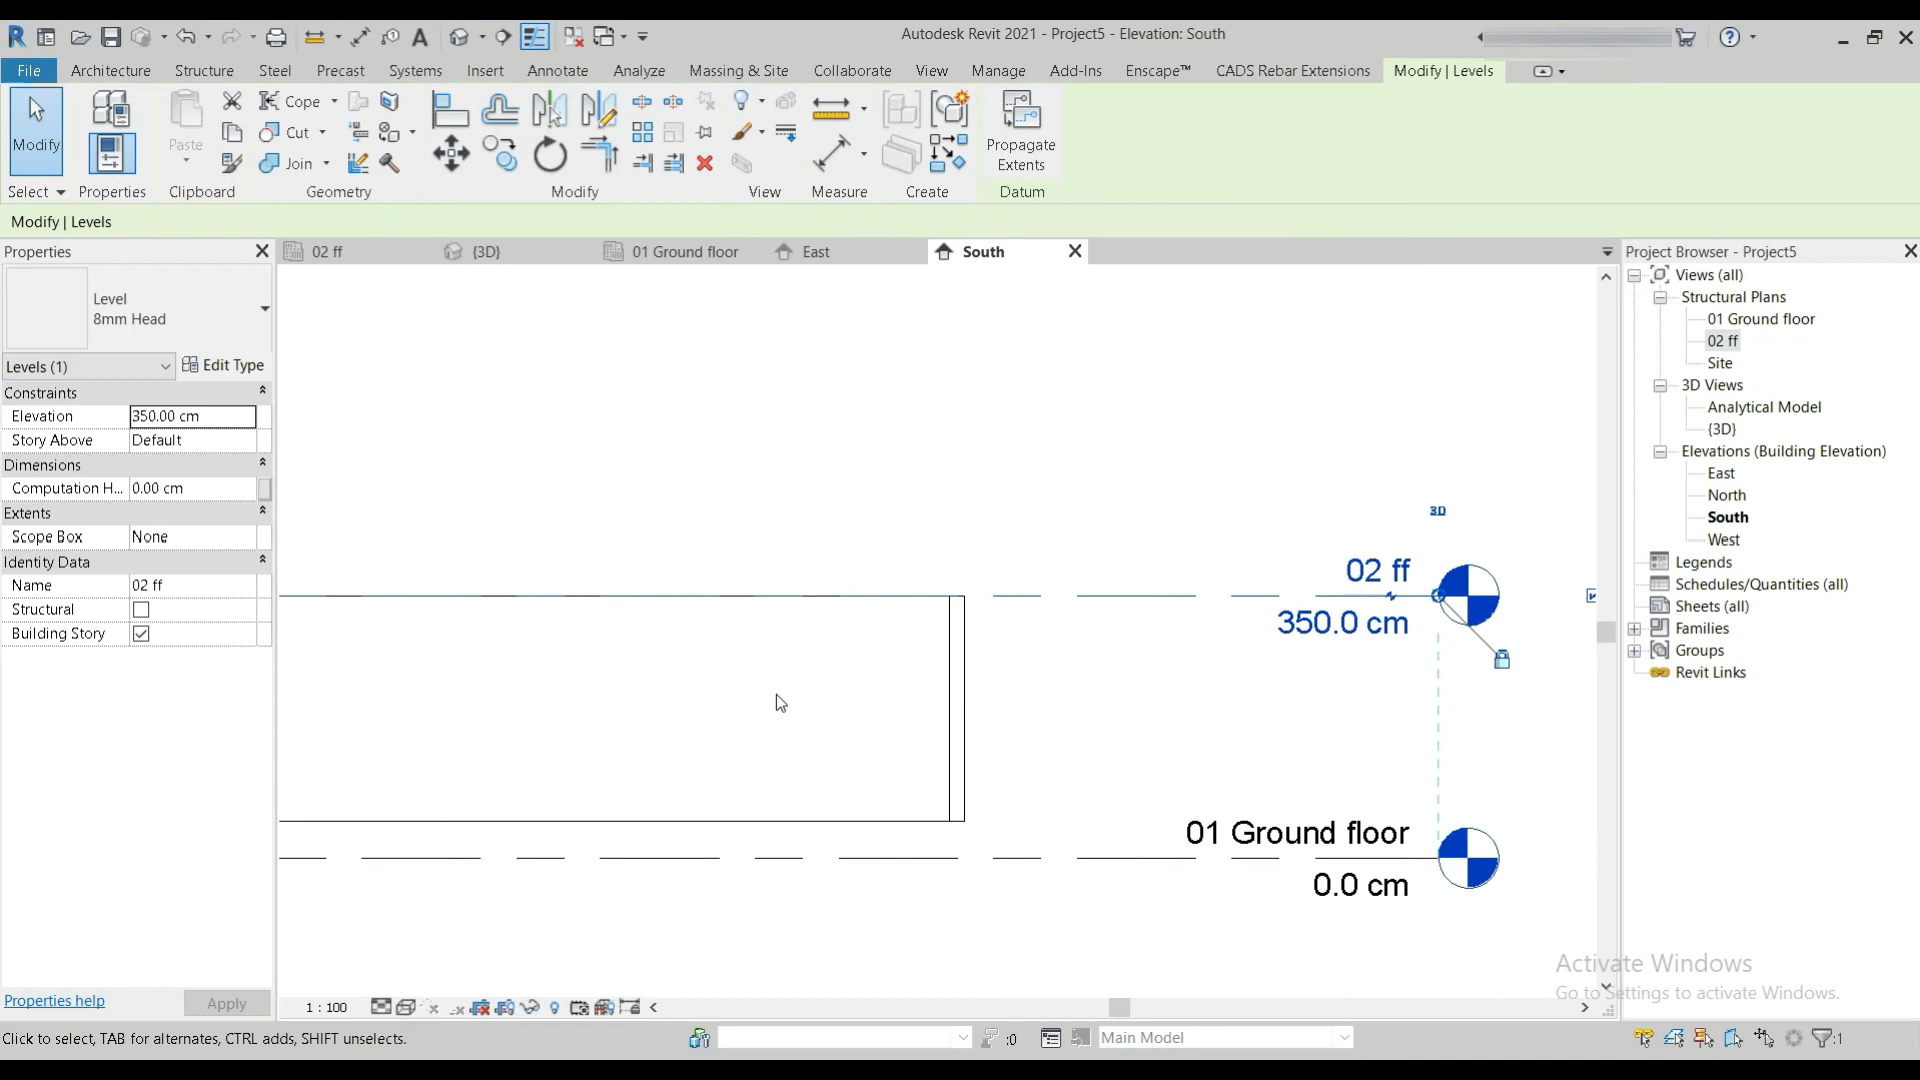 Autodesk Revit 2021 - Project5 - Elevation: South
File Architecture Structure Steel Precast Systems Insert Annotate Analyze Massing & Site Collaborate View Manage Add-Ins Enscape™ CADS Rebar Extensions Modify | Levels
Modify
Paste
Cope
Cut
Join
Propagate
Extents
Select Properties Clipboard Geometry Modify View Measure Create Datum
Modify | Levels
Properties
02 ff {3D} 01 Ground floor East South
Project Browser - Project5
Level
8mm Head
Levels (1) Edit Type
Constraints
Elevation 350.00 cm
Story Above Default
Dimensions
Computation H... 0.00 cm
Extents
Scope Box None
Identity Data
Name 02 ff
Structural
Building Story
Properties help Apply
3D
02 ff
350.0 cm
01 Ground floor
0.0 cm
Views (all)
Structural Plans
01 Ground floor
02 ff
Site
3D Views
Analytical Model
{3D}
Elevations (Building Elevation)
East
North
South
West
Legends
Schedules/Quantities (all)
Sheets (all)
Families
Groups
Revit Links
Activate Windows
Go to Settings to activate Windows.
1 : 100
Click to select, TAB for alternates, CTRL adds, SHIFT unselects.
:0
Main Model
:1